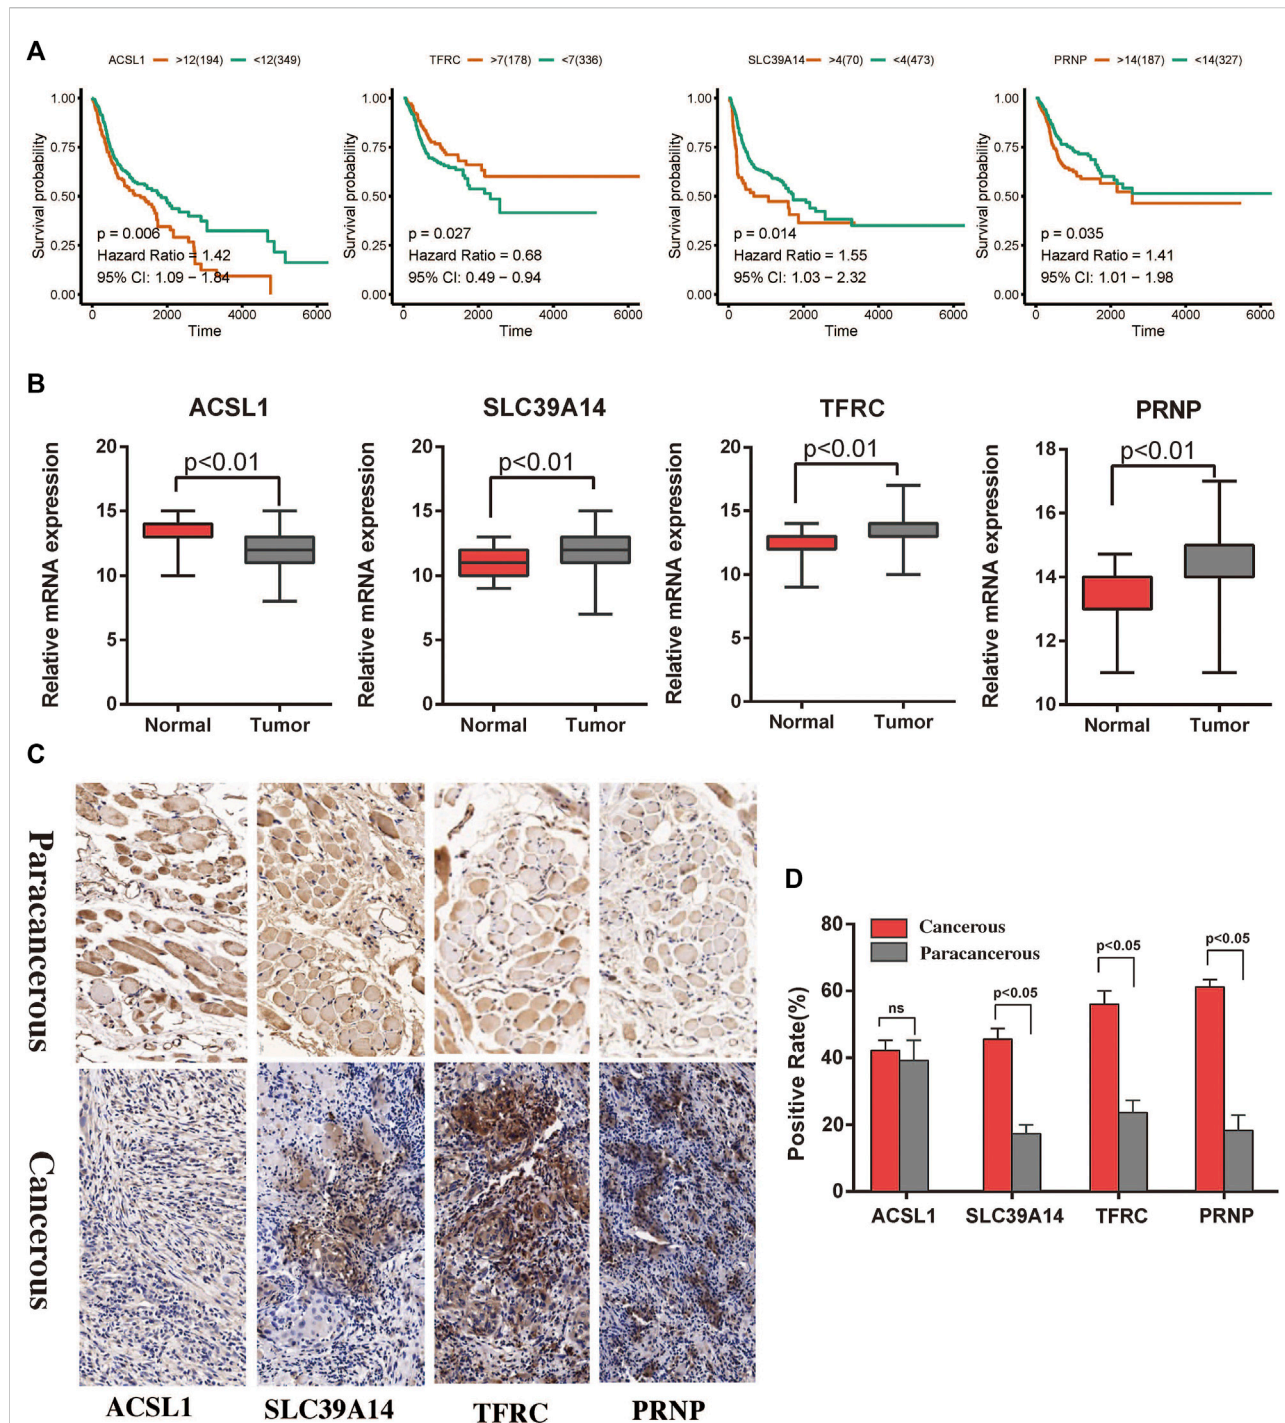 A
ACSL1 >12(194) <12(349)
TFRC >7(178) <7(336)
SLC39A14 >4(70) <4(473)
PRNP >14(187) <14(327)
Survival probability
1.00
0.75
0.50
0.25
0.00
p = 0.006
Hazard Ratio = 1.42
95% CI: 1.09 – 1.84
0 2000 4000 6000
Time
Survival probability
1.00
0.75
0.50
0.25
0.00
p = 0.027
Hazard Ratio = 0.68
95% CI: 0.49 – 0.94
0 2000 4000 6000
Time
Survival probability
1.00
0.75
0.50
0.25
0.00
p = 0.014
Hazard Ratio = 1.55
95% CI: 1.03 – 2.32
0 2000 4000 6000
Time
Survival probability
1.00
0.75
0.50
0.25
0.00
p = 0.035
Hazard Ratio = 1.41
95% CI: 1.01 – 1.98
0 2000 4000 6000
Time
B
ACSL1
Relative mRNA expression
20
15
10
5
0
p<0.01
Normal Tumor
SLC39A14
Relative mRNA expression
20
15
10
5
0
p<0.01
Normal Tumor
TFRC
Relative mRNA expression
20
15
10
5
0
p<0.01
Normal Tumor
PRNP
Relative mRNA expression
18
16
14
12
10
p<0.01
Normal Tumor
C
Paracancerous
Cancerous
ACSL1 SLC39A14 TFRC PRNP
D
Positive Rate(%)
80
60
40
20
0
Cancerous
Paracancerous
ns
p<0.05
p<0.05
p<0.05
ACSL1 SLC39A14 TFRC PRNP